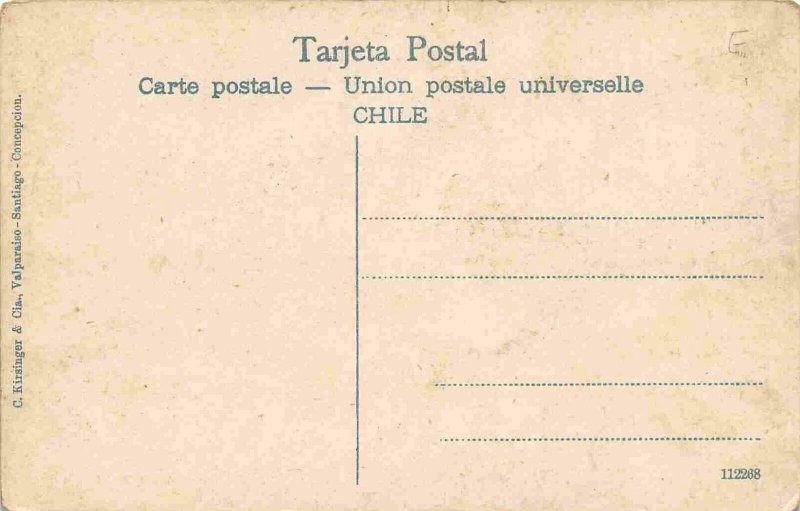 Tarjeta Postal
Carte postale — Union postale universelle
CHILE
C. Kirsinger & Cia., Valparaiso - Santiago - Concepcion.
E
112268